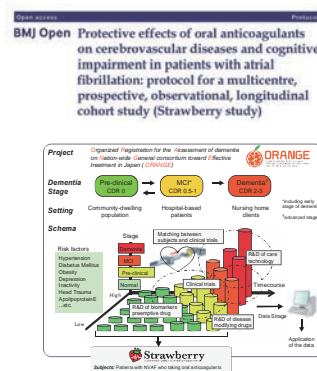 Open access
Protocol
BMJ Open Protective effects of oral anticoagulants
on cerebrovascular diseases and cognitive
impairment in patients with atrial
fibrillation: protocol for a multicentre,
prospective, observational, longitudinal
cohort study (Strawberry study)
Project
Organized Registration for the Assessment of dementia
on Nation-wide General consortium toward Effective
treatment in Japan ( ORANGE)
ORANGE
Dementia
Stage
Pre-clinical
CDR 0
MCI*
CDR 0.5-1
Dementia
CDR 2-3
*including early
stage of dementia
Setting
Community-dwelling
population
Hospital-based
patients
Nursing home
clients
advanced stage
Schema
Risk factors
Hypertension
Diabetes Mellitus
Obesity
Depression
Inactivity
Head Trauma
ApolipoproteinE
...etc.
Stage
Dementia
MCI
Pre-clinical
Normal
High
Low
Matching between
subjects and clinical trials
Clinical trials
R&D of care
technology
R&D of biomarkers
preemptive drug
R&D of disease
modifying drugs
Timecourse
Data Strage
Application
of the data
Strawberry
Subjects: Patients with NVAF who taking oral anticoagulants